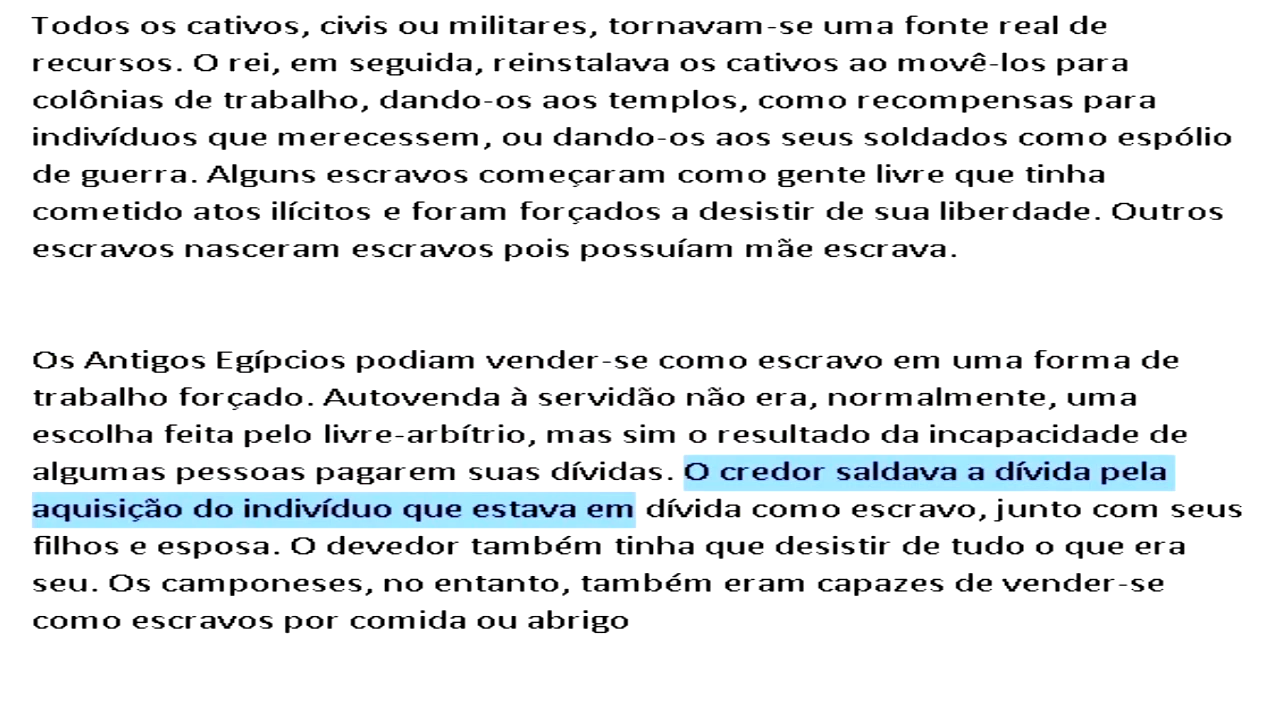 Todos os cativos, civis ou militares, tornavam-se uma fonte real de
recursos. O rei, em seguida, reinstalava os cativos ao movê-los para
colônias de trabalho, dando-os aos templos, como recompensas para
indivíduos que merecessem, ou dando-os aos seus soldados como espólio
de guerra. Alguns escravos começaram como gente livre que tinha
cometido atos ilícitos e foram forçados a desistir de sua liberdade. Outros
escravos nasceram escravos pois possuíam mãe escrava.
Os Antigos Egípcios podiam vender-se como escravo em uma forma de
trabalho forçado. Autovenda à servidão não era, normalmente, uma
escolha feita pelo livre-arbítrio, mas sim o resultado da incapacidade de
algumas pessoas pagarem suas dívidas. O credor saldava a dívida pela
aquisição do indivíduo que estava em dívida como escravo, junto com seus
filhos e esposa. O devedor também tinha que desistir de tudo o que era
seu. Os camponeses, no entanto, também eram capazes de vender-se
como escravos por comida ou abrigo